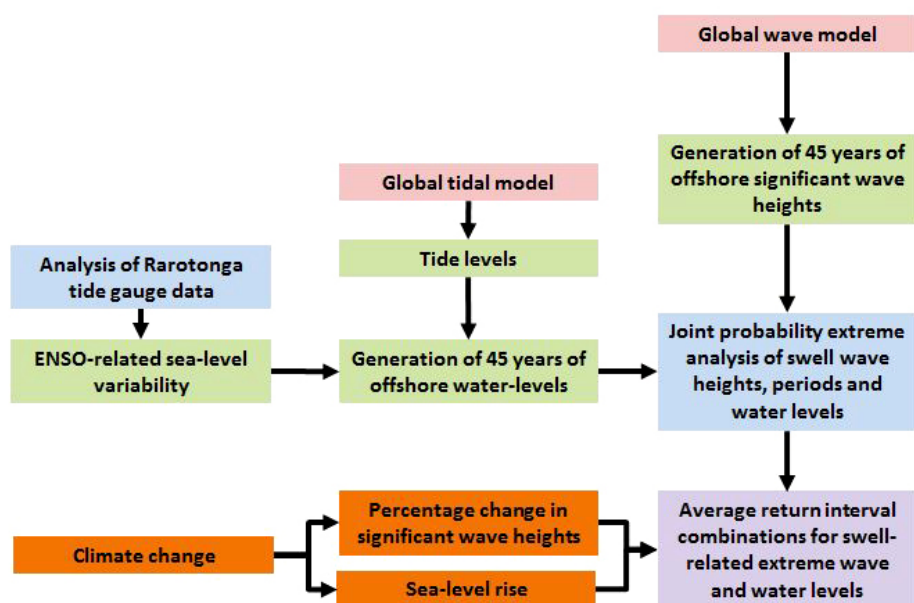 Global wave model
Generation of 45 years of
offshore significant wave
heights
Global tidal model
Tide levels
Analysis of Rarotonga
tide gauge data
ENSO-related sea-level
variability
Generation of 45 years of
offshore water-levels
Joint probability extreme
analysis of swell wave
heights, periods and
water levels
Climate change
Percentage change in
significant wave heights
Sea-level rise
Average return interval
combinations for swell-
related extreme wave
and water levels